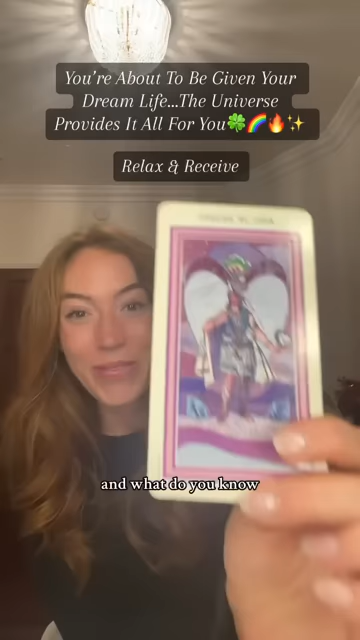 You're About To Be Given Your
Dream Life...The Universe
Provides It All For You🍀🌈🔥✨
Relax & Receive
and what do you know